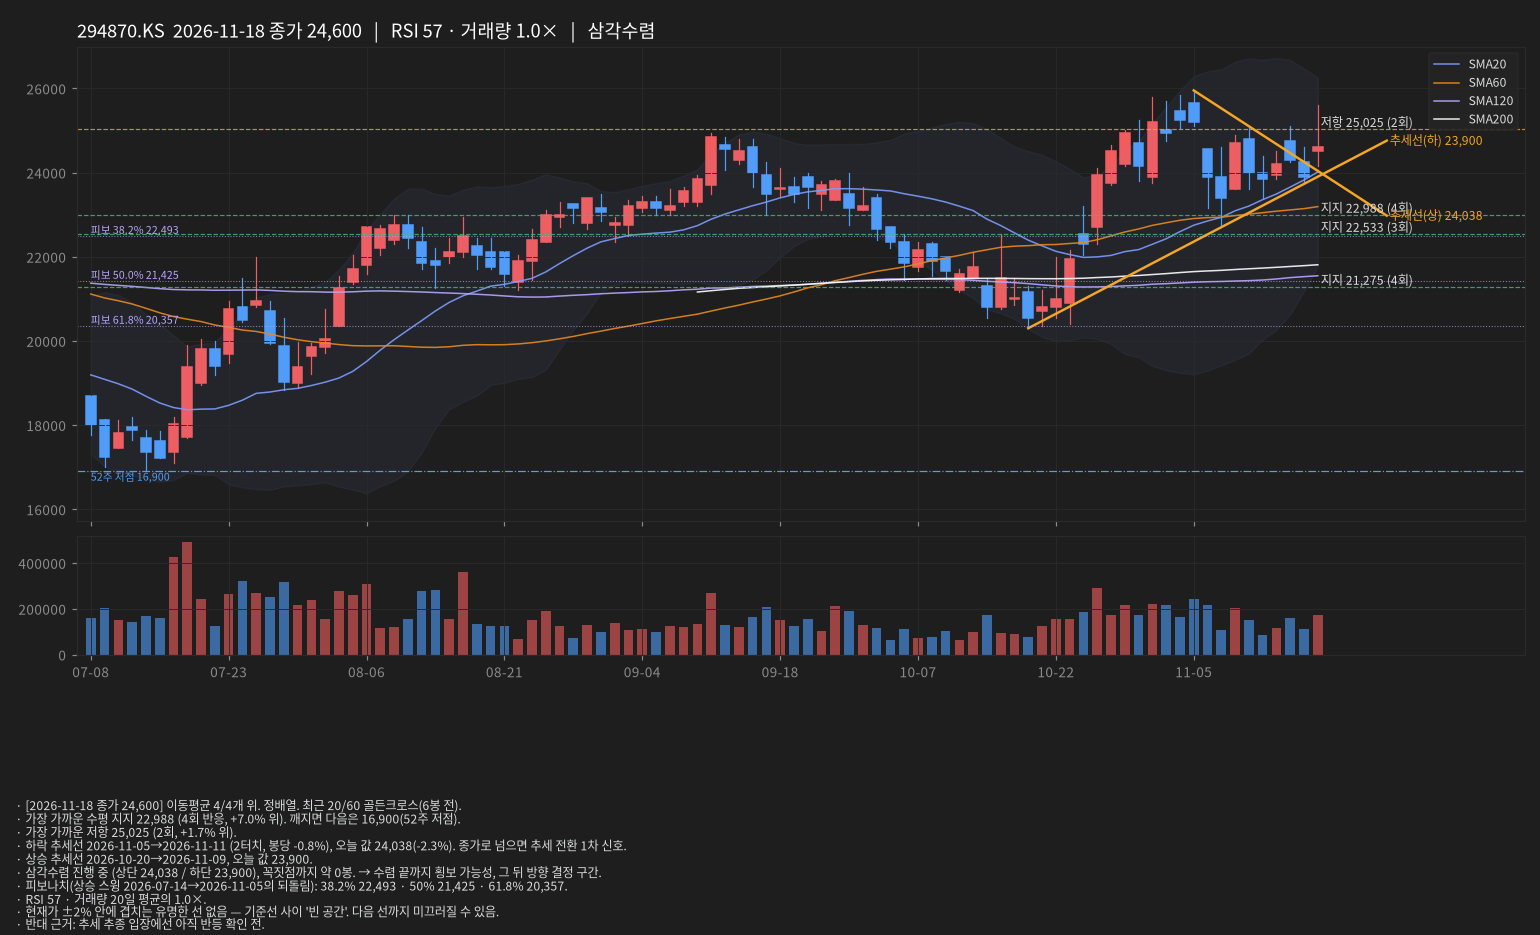 294870.KS 2026-11-18 종가 24,600 | RSI 57 · 거래량 1.0× | 삼각수렴
SMA20
SMA60
SMA120
SMA200
26000
24000
22000
20000
18000
16000
저항 25,025 (2회)
추세선(하) 23,900
지지 22,988 (4회)
추세선(상) 24,038
지지 22,533 (3회)
지지 21,275 (4회)
피보 38.2% 22,493
피보 50.0% 21,425
피보 61.8% 20,357
52주 저점 16,900
400000
200000
0
07-08
07-23
08-06
08-21
09-04
09-18
10-07
10-22
11-05
· [2026-11-18 종가 24,600] 이동평균 4/4개 위. 정배열. 최근 20/60 골든크로스(6봉 전).
· 가장 가까운 수평 지지 22,988 (4회 반응, +7.0% 위). 깨지면 다음은 16,900(52주 저점).
· 가장 가까운 저항 25,025 (2회, +1.7% 위).
· 하락 추세선 2026-11-05→2026-11-11 (2터치, 봉당 -0.8%), 오늘 값 24,038(-2.3%). 종가로 넘으면 추세 전환 1차 신호.
· 상승 추세선 2026-10-20→2026-11-09, 오늘 값 23,900.
· 삼각수렴 진행 중 (상단 24,038 / 하단 23,900), 꼭짓점까지 약 0봉. → 수렴 끝까지 횡보 가능성, 그 뒤 방향 결정 구간.
· 피보나치(상승 스윙 2026-07-14→2026-11-05의 되돌림): 38.2% 22,493 · 50% 21,425 · 61.8% 20,357.
· RSI 57 · 거래량 20일 평균의 1.0×.
· 현재가 ±2% 안에 겹치는 유명한 선 없음 — 기준선 사이 '빈 공간'. 다음 선까지 미끄러질 수 있음.
· 반대 근거: 추세 추종 입장에선 아직 반등 확인 전.